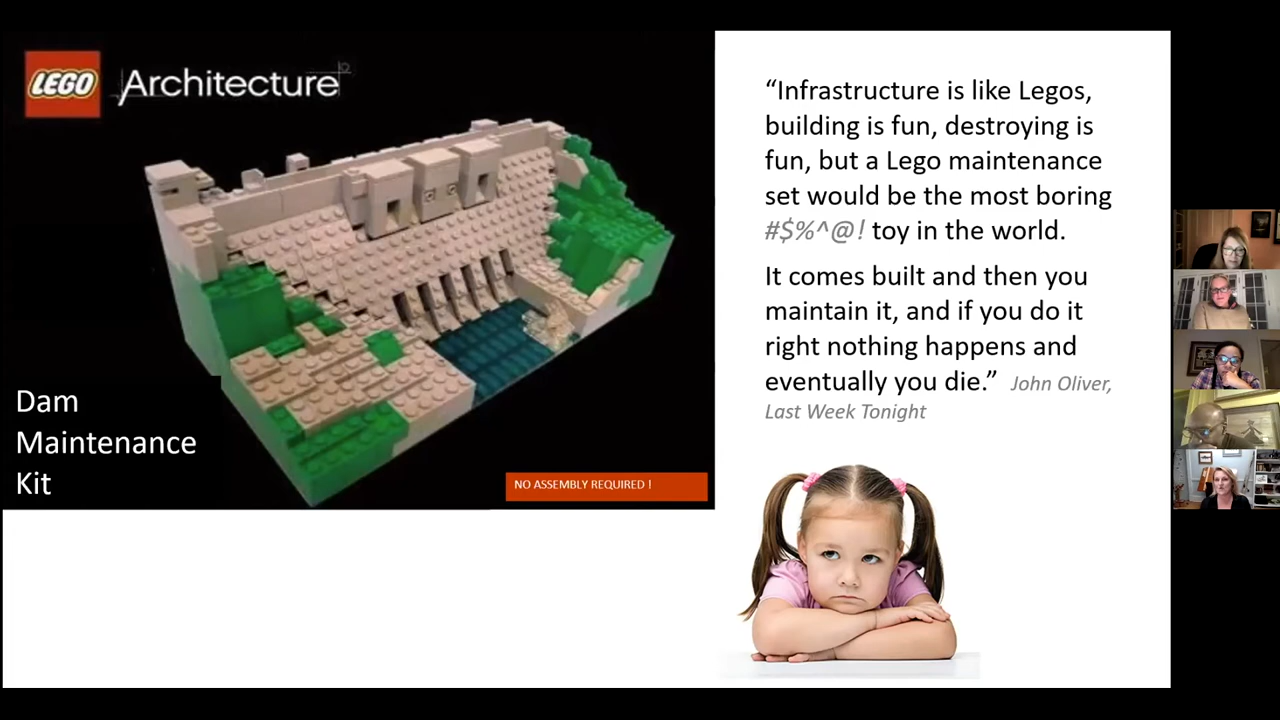 LEGO Architecture
Dam
Maintenance
Kit
NO ASSEMBLY REQUIRED !
“Infrastructure is like Legos,
building is fun, destroying is
fun, but a Lego maintenance
set would be the most boring
#$%^@! toy in the world.
It comes built and then you
maintain it, and if you do it
right nothing happens and
eventually you die.” John Oliver,
Last Week Tonight